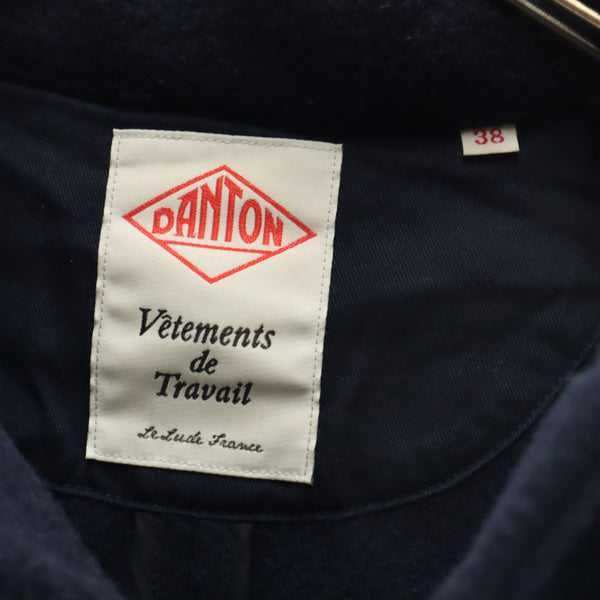 DANTON
Vêtements
de
Travail
Le Lude France
38